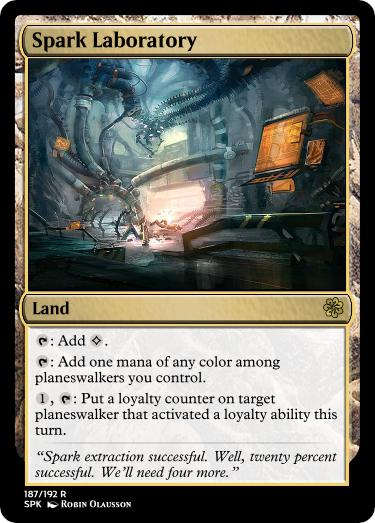 Spark Laboratory
Land
: Add .
: Add one mana of any color among
planeswalkers you control.
1, : Put a loyalty counter on target
planeswalker that activated a loyalty ability this
turn.
“Spark extraction successful. Well, twenty percent
successful. We’ll need four more.”
187/192 R
SPK Robin Olausson